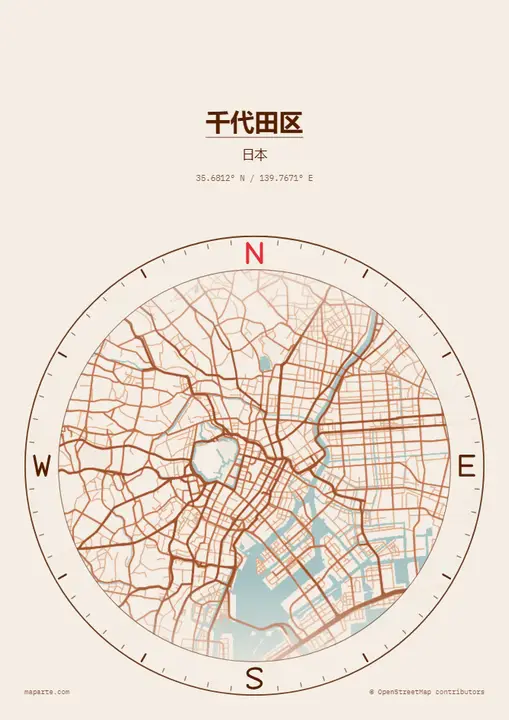 千代田区
日本
35.6812° N / 139.7671° E
N
W
E
S
maparte.com
© OpenStreetMap contributors